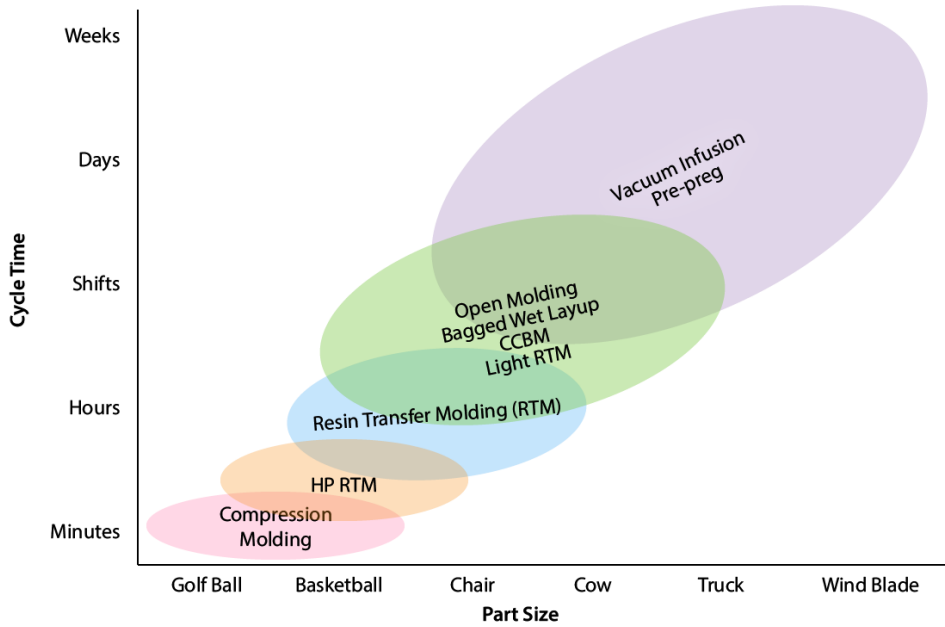 Weeks
Days
Shifts
Hours
Minutes
Cycle Time
Vacuum Infusion
Pre-preg
Open Molding
Bagged Wet Layup
CCBM
Light RTM
Resin Transfer Molding (RTM)
HP RTM
Compression
Molding
Golf Ball
Basketball
Chair
Cow
Truck
Wind Blade
Part Size